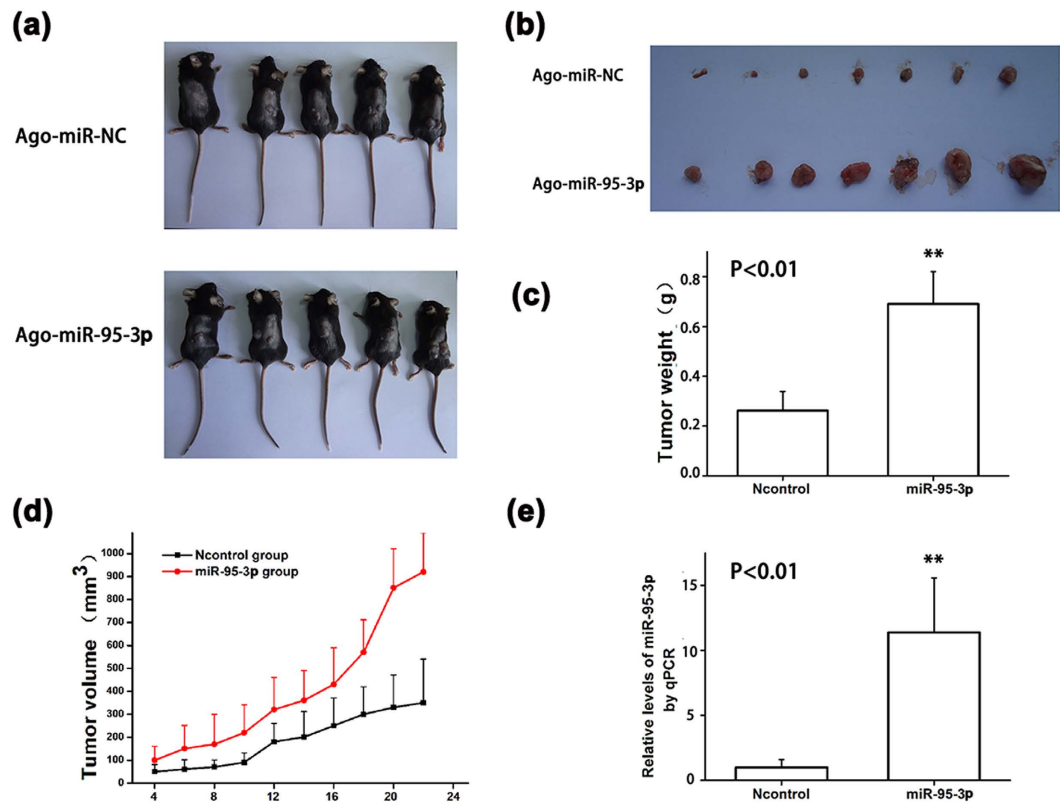 (a)
Ago-miR-NC
Ago-miR-95-3p
(b)
Ago-miR-NC
Ago-miR-95-3p
(c)
P<0.01
**
Tumor weight (g)
0.8
0.6
0.4
0.2
0.0
Ncontrol
miR-95-3p
(d)
Ncontrol group
miR-95-3p group
Tumor volume (mm³)
1000
900
800
700
600
500
400
300
200
100
0
4
8
12
16
20
24
(e)
P<0.01
**
Relative levels of miR-95-3p
by qPCR
15
10
5
0
Ncontrol
miR-95-3p